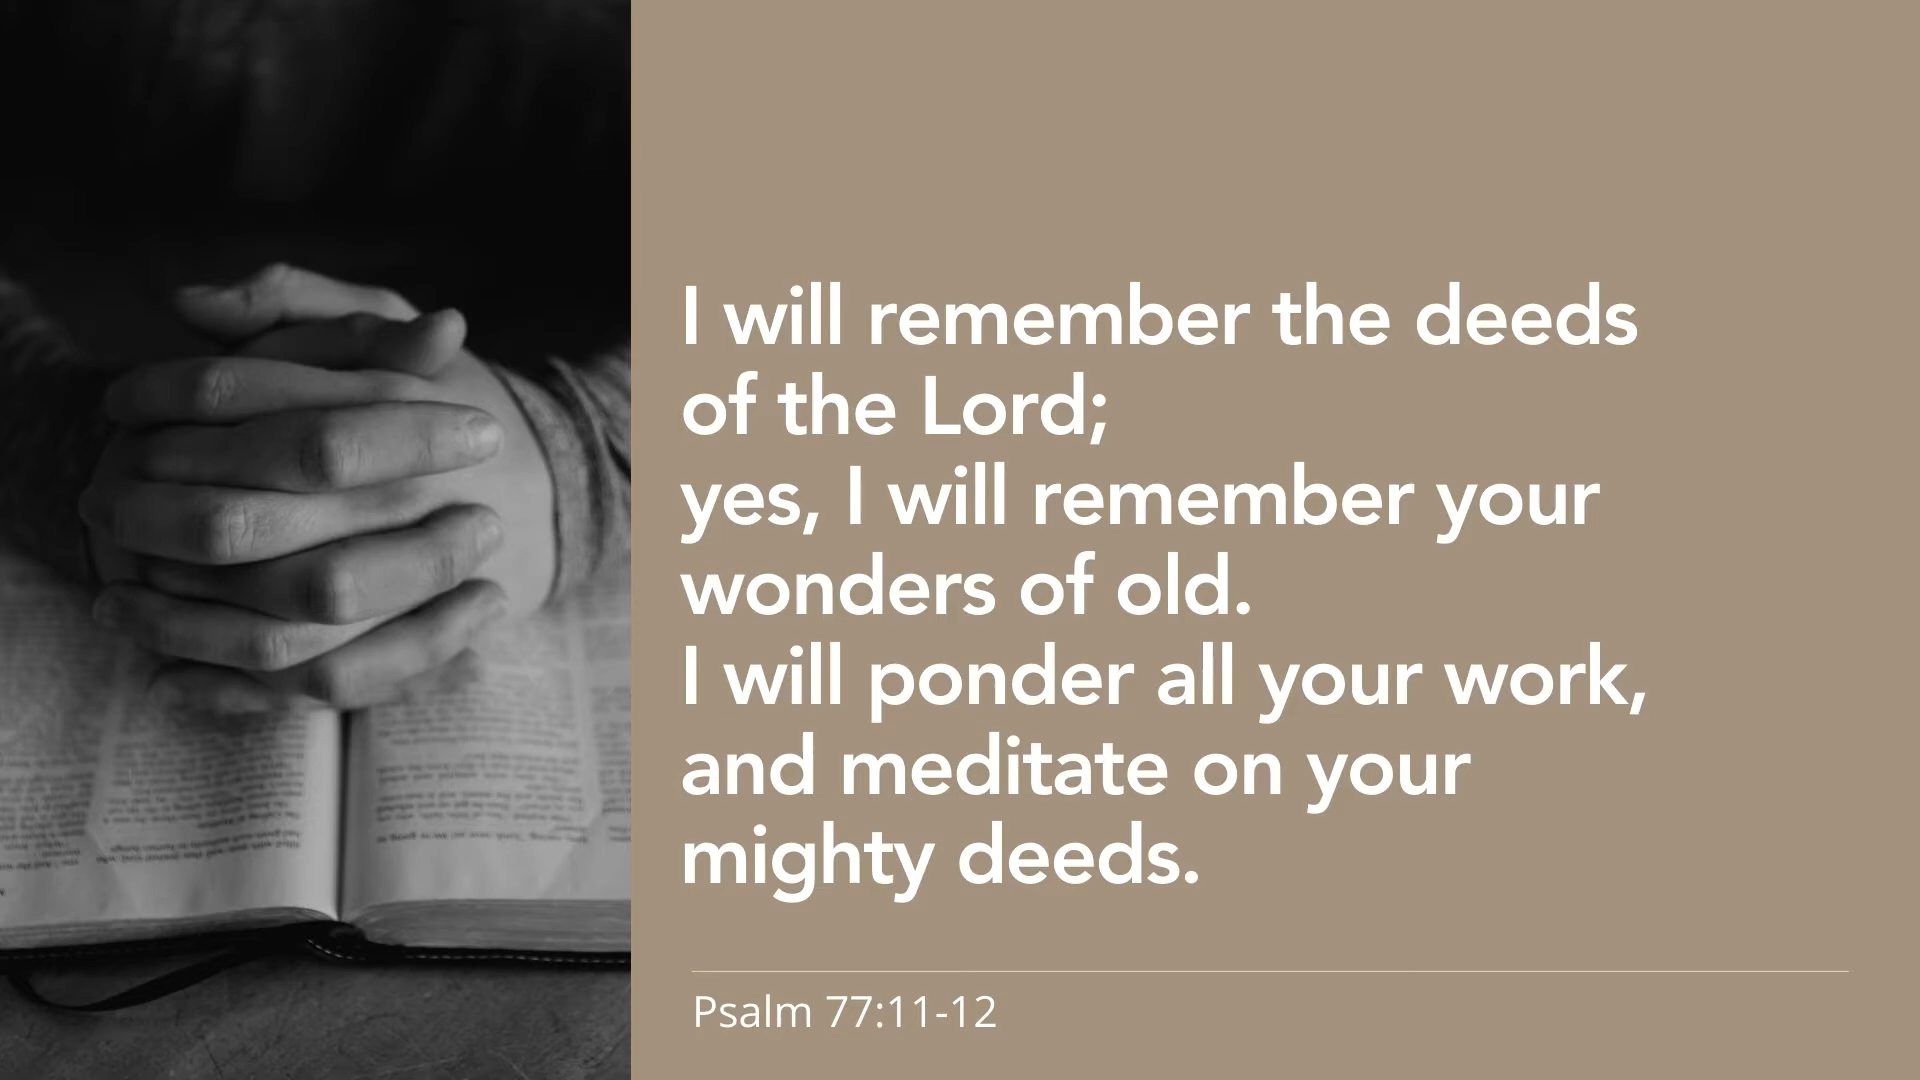 I will remember the deeds
of the Lord;
yes, I will remember your
wonders of old.
I will ponder all your work,
and meditate on your
mighty deeds.
Psalm 77:11-12